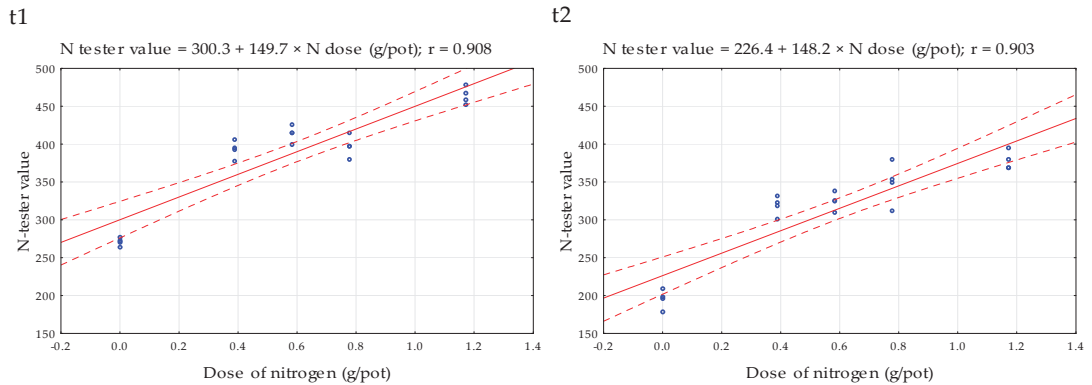 t1
N tester value = 300.3 + 149.7 × N dose (g/pot); r = 0.908
500
450
400
350
300
250
200
150
N-tester value
-0.2 0.0 0.2 0.4 0.6 0.8 1.0 1.2 1.4
Dose of nitrogen (g/pot)
t2
N tester value = 226.4 + 148.2 × N dose (g/pot); r = 0.903
500
450
400
350
300
250
200
150
N-tester value
-0.2 0.0 0.2 0.4 0.6 0.8 1.0 1.2 1.4
Dose of nitrogen (g/pot)